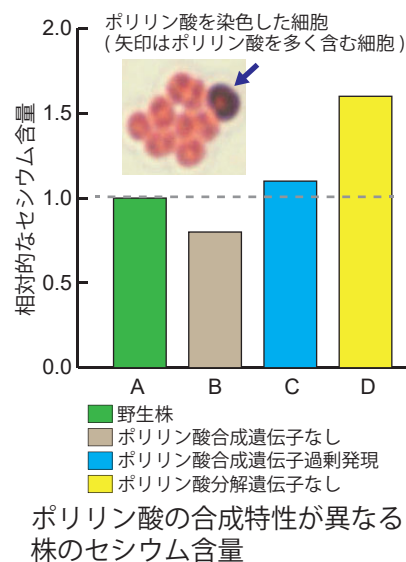 ポリリン酸を染色した細胞
(矢印はポリリン酸を多く含む細胞)
相対的なセシウム含量
2.0
1.5
1.0
0.5
0.0
A B C D
野生株
ポリリン酸合成遺伝子なし
ポリリン酸合成遺伝子過剰発現
ポリリン酸分解遺伝子なし
ポリリン酸の合成特性が異なる
株のセシウム含量